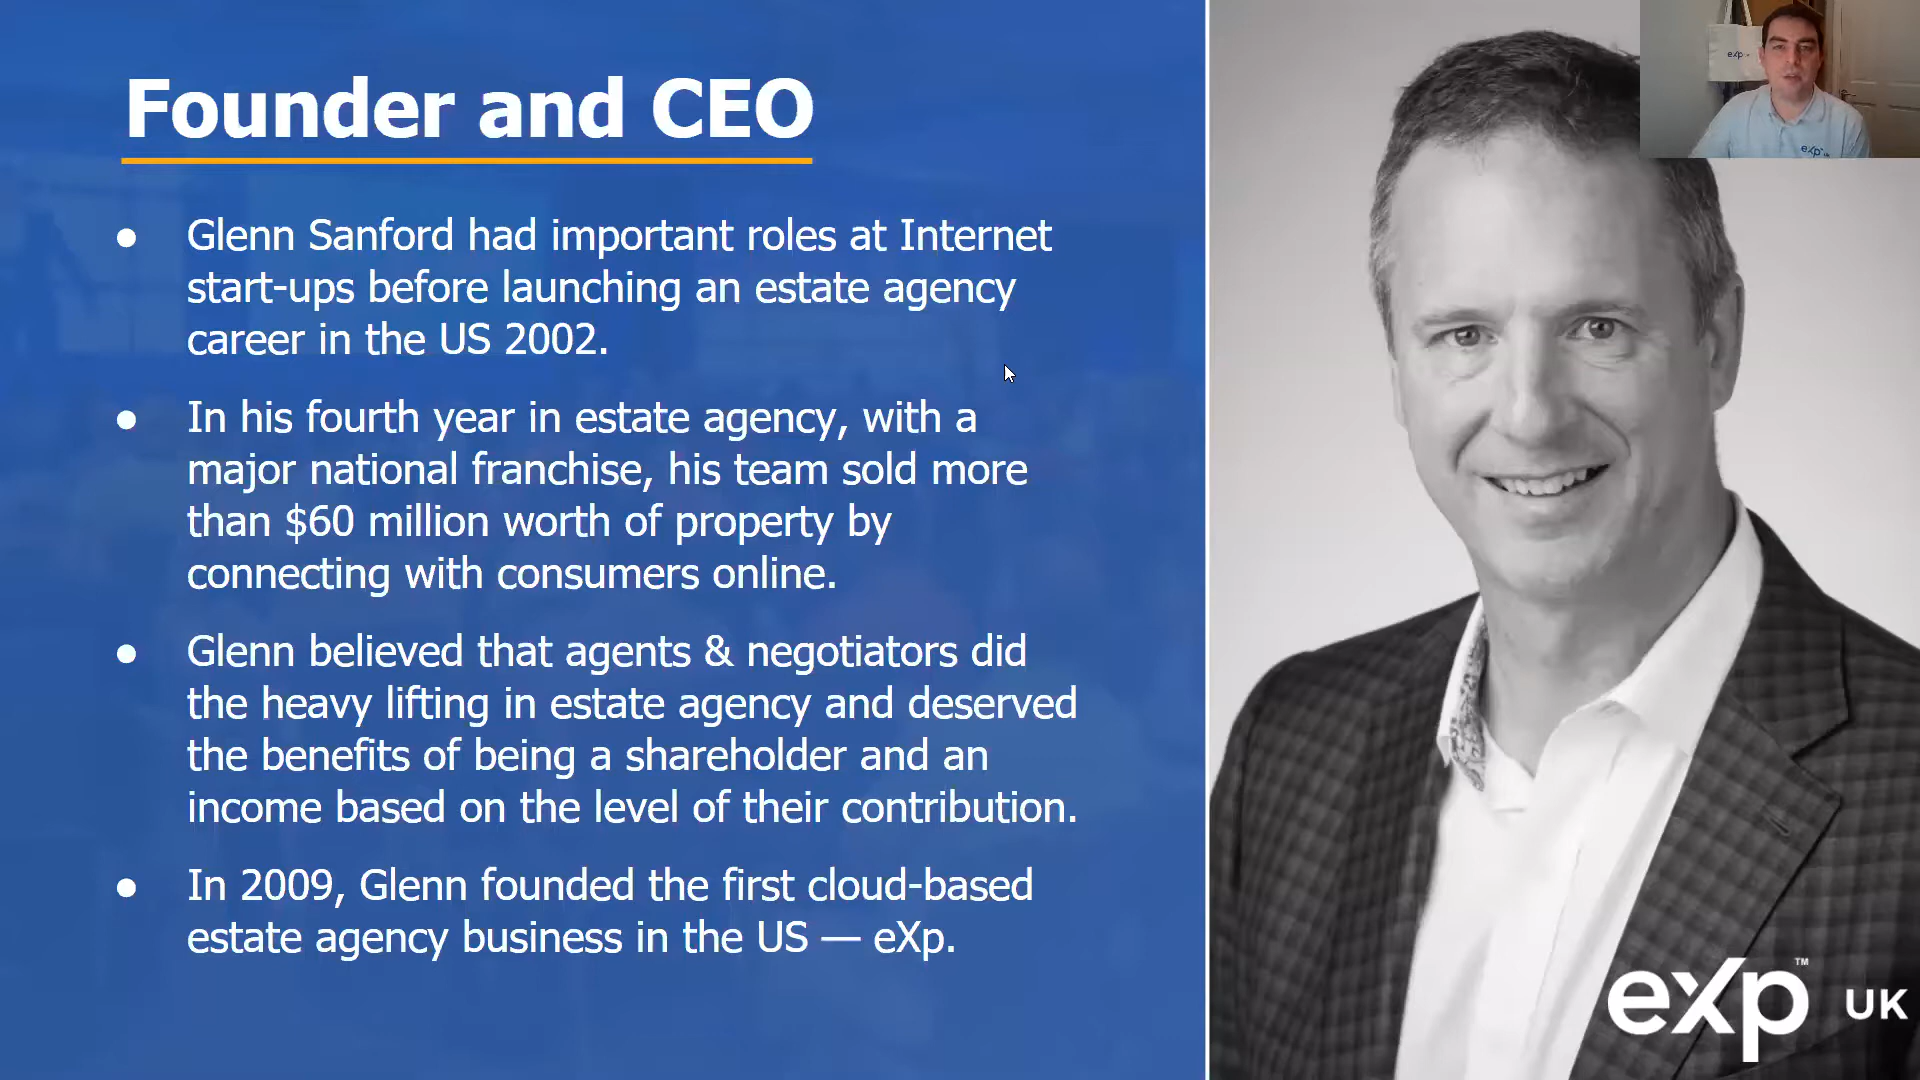 Founder and CEO
● Glenn Sanford had important roles at Internet
start-ups before launching an estate agency
career in the US 2002.
● In his fourth year in estate agency, with a
major national franchise, his team sold more
than $60 million worth of property by
connecting with consumers online.
● Glenn believed that agents & negotiators did
the heavy lifting in estate agency and deserved
the benefits of being a shareholder and an
income based on the level of their contribution.
● In 2009, Glenn founded the first cloud-based
estate agency business in the US — eXp.
exp
exp
eXp™ UK